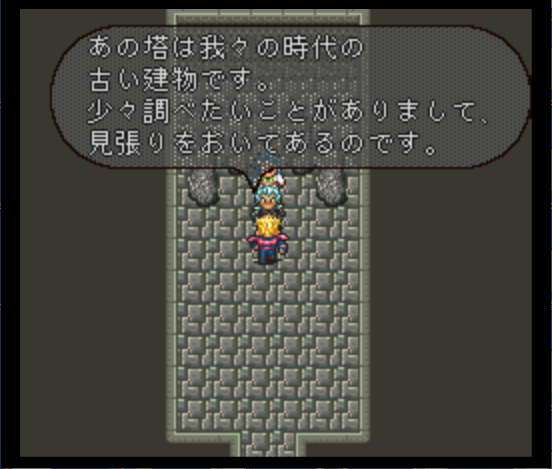 あの塔は我々の時代の
古い建物です。
少々調べたいことがありまして、
見張りをおいてあるのです。